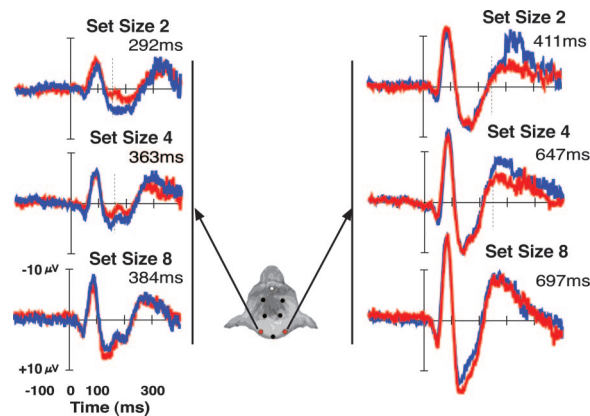 Set Size 2
292ms
Set Size 4
363ms
Set Size 8
384ms
-10 μV
+10 μV
-100 0 100 300
Time (ms)
Set Size 2
411ms
Set Size 4
647ms
Set Size 8
697ms